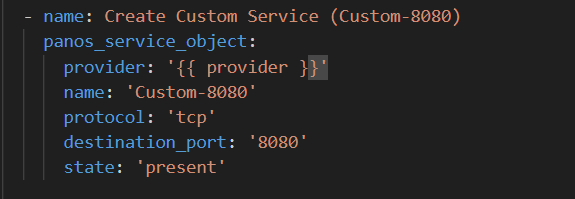 - name: Create Custom Service (Custom-8080)
panos_service_object:
provider: '{{ provider }}'
name: 'Custom-8080'
protocol: 'tcp'
destination_port: '8080'
state: 'present'